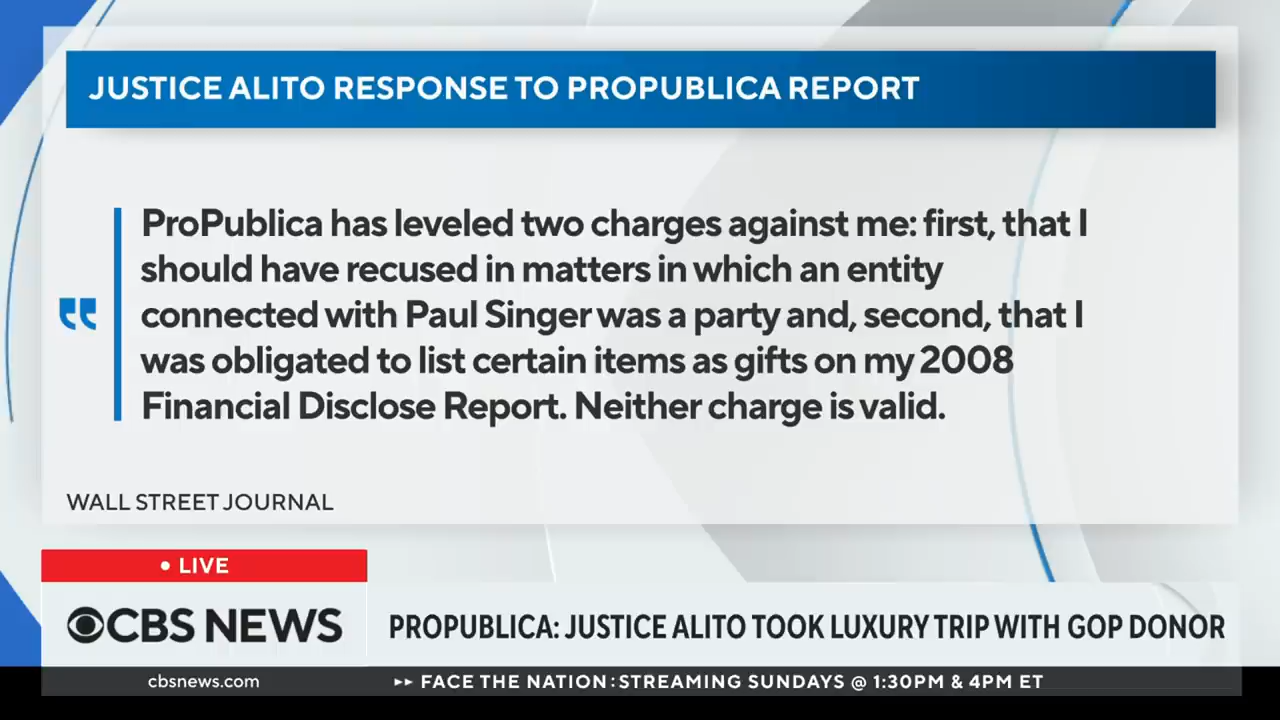 JUSTICE ALITO RESPONSE TO PROPUBLICA REPORT
ProPublica has leveled two charges against me: first, that I
should have recused in matters in which an entity
connected with Paul Singer was a party and, second, that I
was obligated to list certain items as gifts on my 2008
Financial Disclose Report. Neither charge is valid.
WALL STREET JOURNAL
• LIVE
CBS NEWS
PROPUBLICA: JUSTICE ALITO TOOK LUXURY TRIP WITH GOP DONOR
cbsnews.com
FACE THE NATION: STREAMING SUNDAYS @ 1:30PM & 4PM ET